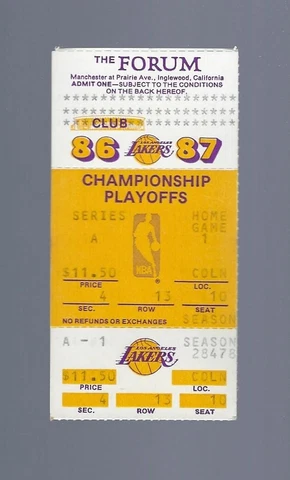 THE FORUM
Manchester at Prairie Ave., Inglewood, California
ADMIT ONE—SUBJECT TO THE CONDITIONS
ON THE BACK HEREOF.
CLUB
86 LOS ANGELES LAKERS 87
CHAMPIONSHIP
PLAYOFFS
SERIES HOME
A GAME
1
NBA
$11.50 COLN
PRICE LOC.
4 13 10
SEC. ROW SEAT
NO REFUNDS OR EXCHANGES SEASON
A - 1 SEASON
LOS ANGELES LAKERS 28478
$11.50 COLN
PRICE LOC.
4 13 10
SEC. ROW SEAT